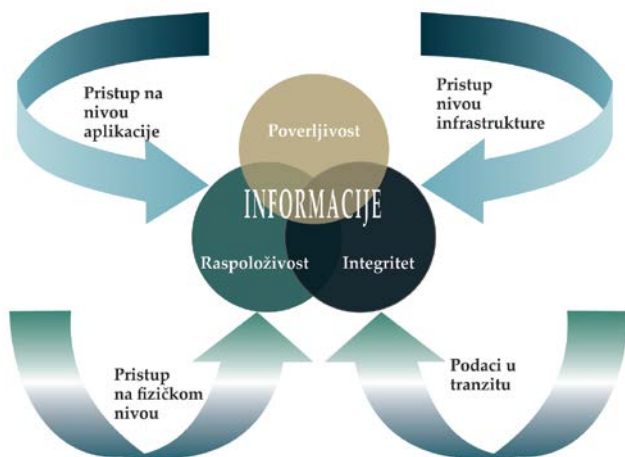 Pristup na
nivou
aplikacije
Pristup
nivou
infrastrukture
Poverljivost
INFORMACIJE
Raspoloživost
Integritet
Pristup
na fizičkom
nivou
Podaci u
tranzitu